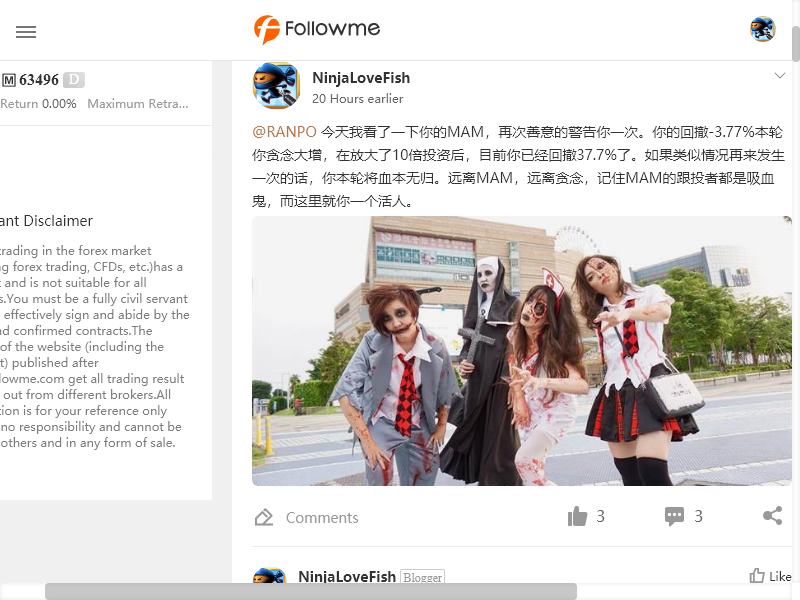 Followme
M 63496 D
Return 0.00% Maximum Retra...
ant Disclaimer
trading in the forex market
g forex trading, CFDs, etc.)has a
and is not suitable for all
s.You must be a fully civil servant
effectively sign and abide by the
nd confirmed contracts.The
of the website (including the
t) published after
lowme.com get all trading result
out from different brokers.All
tion is for your reference only
no responsibility and cannot be
others and in any form of sale.
NinjaLoveFish
20 Hours earlier
@RANPO 今天我看了一下你的MAM，再次善意的警告你一次。你的回撤-3.77%本轮
你贪念大增，在放大了10倍投资后，目前你已经回撤37.7%了。如果类似情况再来发生
一次的话，你本轮将血本无归。远离MAM，远离贪念，记住MAM的跟投者都是吸血
鬼，而这里就你一个活人。
Comments 3 3
NinjaLoveFish Blogger Like